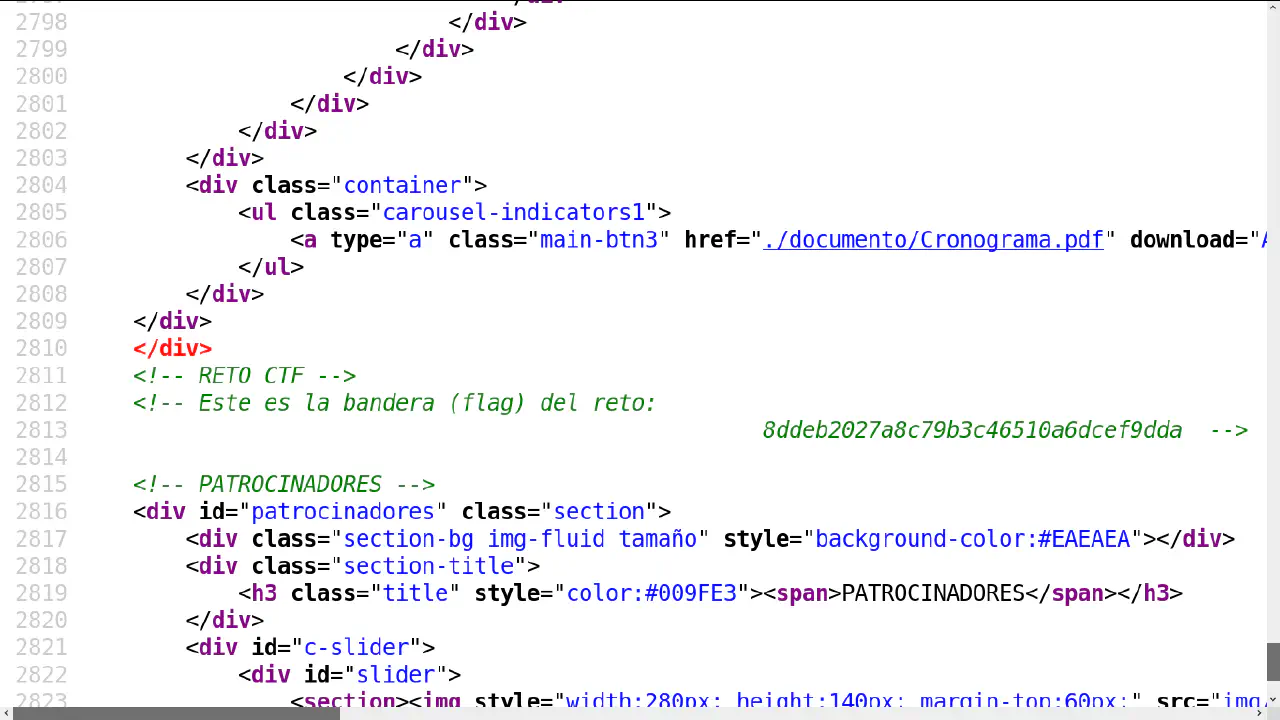 2798 </div>
2799 </div>
2800 </div>
2801 </div>
2802 </div>
2803 </div>
2804 <div class="container">
2805 <ul class="carousel-indicators1">
2806 <a type="a" class="main-btn3" href="./documento/Cronograma.pdf" download="
2807 </ul>
2808 </div>
2809 </div>
2810 </div>
2811 <!-- RETO CTF -->
2812 <!-- Este es la bandera (flag) del reto:
2813 8ddeb2027a8c79b3c46510a6dcef9dda -->
2814
2815 <!-- PATROCINADORES -->
2816 <div id="patrocinadores" class="section">
2817 <div class="section-bg img-fluid tamaño" style="background-color:#EAEAEA"></div>
2818 <div class="section-title">
2819 <h3 class="title" style="color:#009FE3"><span>PATROCINADORES</span></h3>
2820 </div>
2821 <div id="c-slider">
2822 <div id="slider">
2823 <section><img style="width:280px; height:140px; margin-top:60px;" src="img/